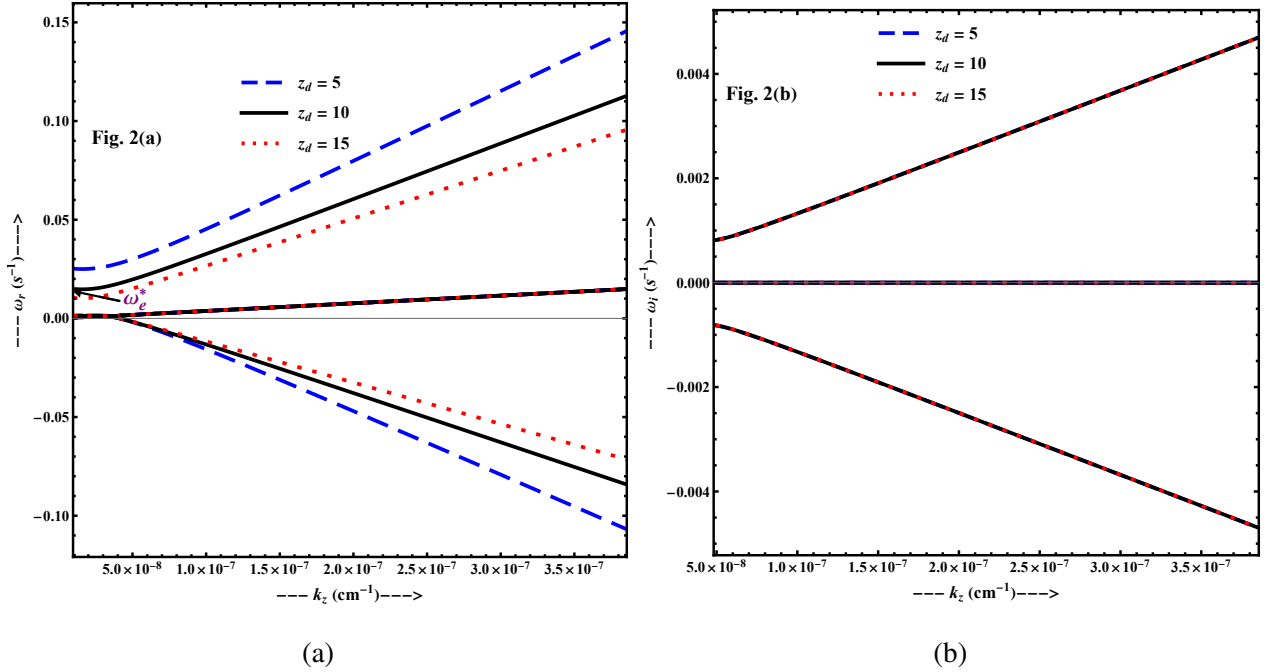 0.15
0.10
0.05
0.00
−0.05
−0.10
---- ωr (s⁻¹)---->
z_d = 5
z_d = 10
z_d = 15
Fig. 2(a)
ω*e
5.0×10⁻⁸ 1.0×10⁻⁷ 1.5×10⁻⁷ 2.0×10⁻⁷ 2.5×10⁻⁷ 3.0×10⁻⁷ 3.5×10⁻⁷
--- k_z (cm⁻¹)--->
(a)
0.004
0.002
0.000
−0.002
−0.004
---- ωi (s⁻¹)---->
z_d = 5
z_d = 10
z_d = 15
Fig. 2(b)
5.0×10⁻⁸ 1.0×10⁻⁷ 1.5×10⁻⁷ 2.0×10⁻⁷ 2.5×10⁻⁷ 3.0×10⁻⁷ 3.5×10⁻⁷
--- k_z (cm⁻¹)--->
(b)